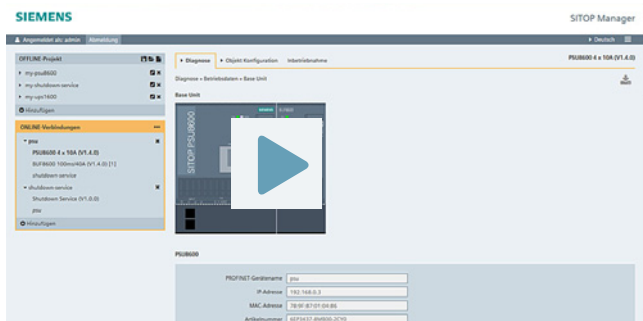 SIEMENS
SITOP Manager
Angemeldet als: admin Abmeldung
Deutsch
OFFLINE-Projekt
my-psu8600
my-shutdown-service
my-ups1600
Hinzufügen
ONLINE-Verbindungen
psu
PSU8600 4 x 10A (V1.4.0)
BUF8600 100ms/40A (V1.4.0) [1]
shutdown-service
shutdown-service
Shutdown Service (V1.0.0)
psu
Hinzufügen
Diagnose
Objekt-Konfiguration
Inbetriebnahme
PSU8600 4 x 10A (V1.4.0)
Diagnose » Betriebsdaten » Base Unit
Base Unit
SIEMENS
SITOP PSU8600
PSU8600
PROFINET-Gerätename psu
IP-Adresse 192.168.0.3
MAC-Adresse
Artikelnummer